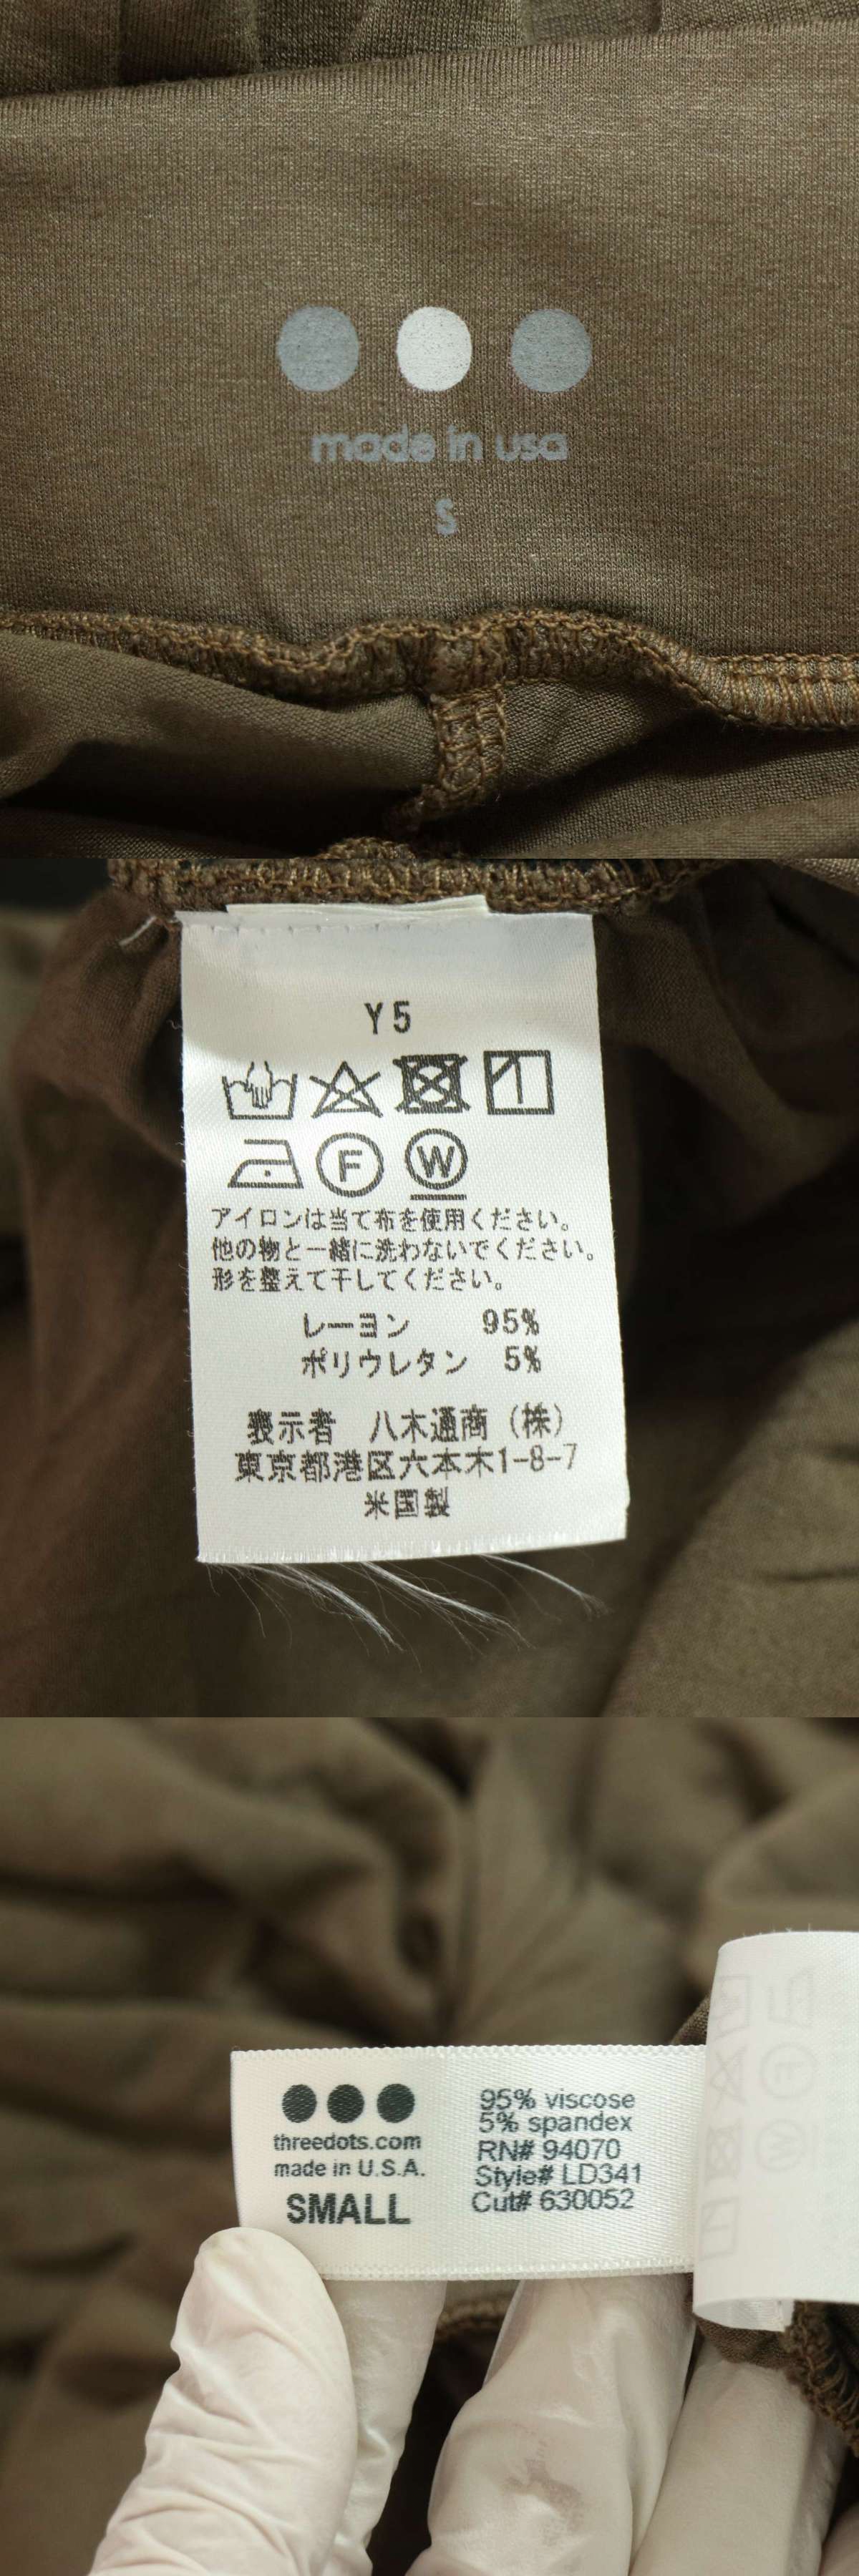 made in usa
S
Y5
F W
アイロンは当て布を使用ください。
他の物と一緒に洗わないでください。
形を整えて干してください。
レーヨン 95%
ポリウレタン 5%
表示者 八木通商(株)
東京都港区六本木1-8-7
米国製
threedots.com
made in U.S.A.
SMALL
95% viscose
5% spandex
RN# 94070
Style# LD341
Cut# 630052